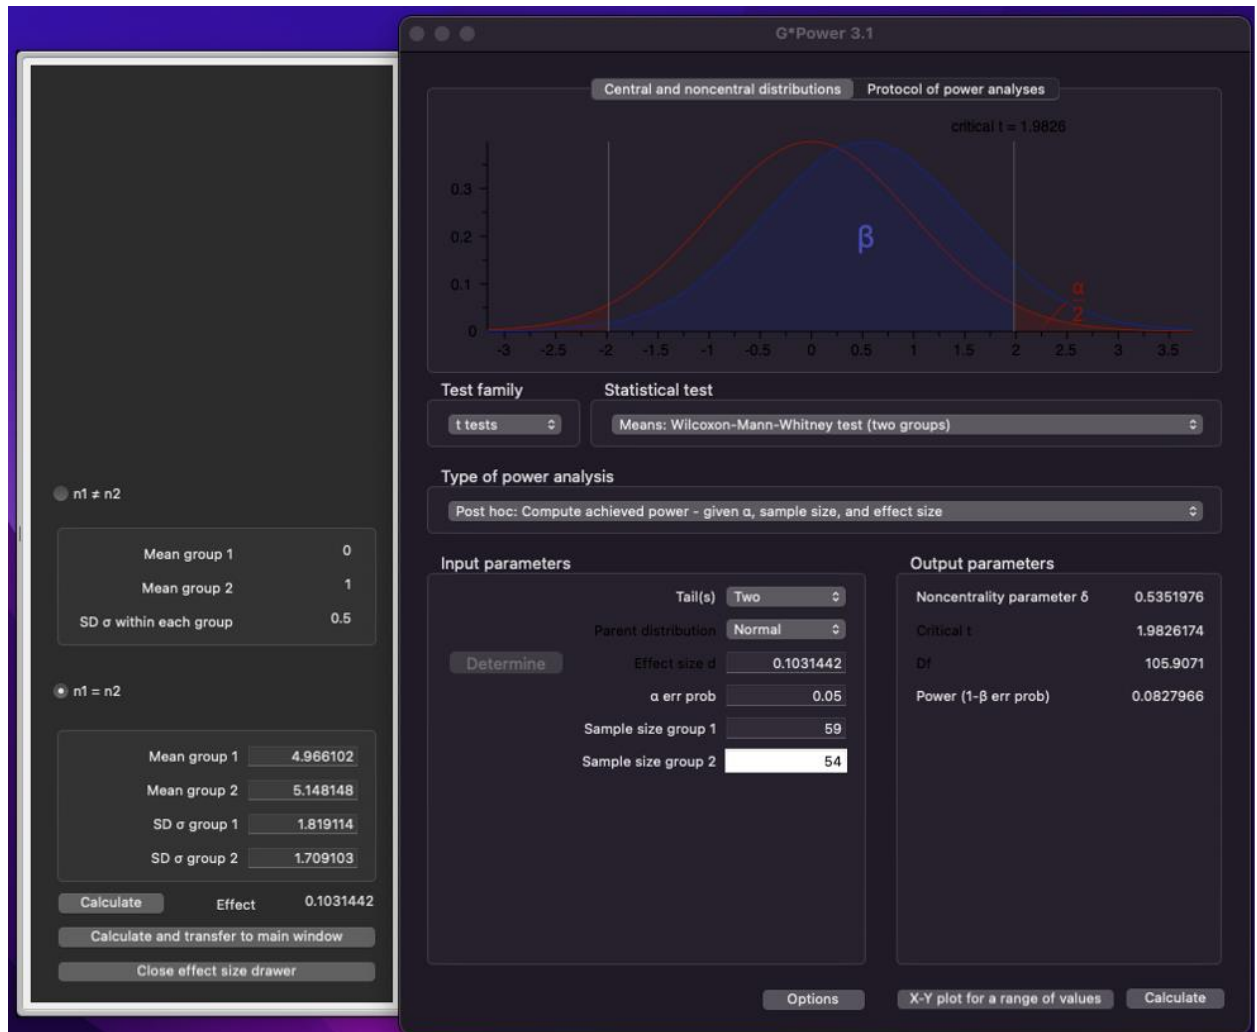 G*Power 3.1
Central and noncentral distributions Protocol of power analyses
critical t = 1.9826
0.3
0.2
0.1
0
β
α
2
-3 -2.5 -2 -1.5 -1 -0.5 0 0.5 1 1.5 2 2.5 3 3.5
Test family Statistical test
t tests Means: Wilcoxon-Mann-Whitney test (two groups)
Type of power analysis
Post hoc: Compute achieved power - given α, sample size, and effect size
n1 ≠ n2
Mean group 1 0
Mean group 2 1
SD σ within each group 0.5
n1 = n2
Mean group 1 4.966102
Mean group 2 5.148148
SD σ group 1 1.819114
SD σ group 2 1.709103
Calculate Effect 0.1031442
Calculate and transfer to main window
Close effect size drawer
Input parameters
Tail(s) Two
Parent distribution Normal
Determine Effect size d 0.1031442
α err prob 0.05
Sample size group 1 59
Sample size group 2 54
Output parameters
Noncentrality parameter δ 0.5351976
Critical t 1.9826174
Df 105.9071
Power (1-β err prob) 0.0827966
Options X-Y plot for a range of values Calculate